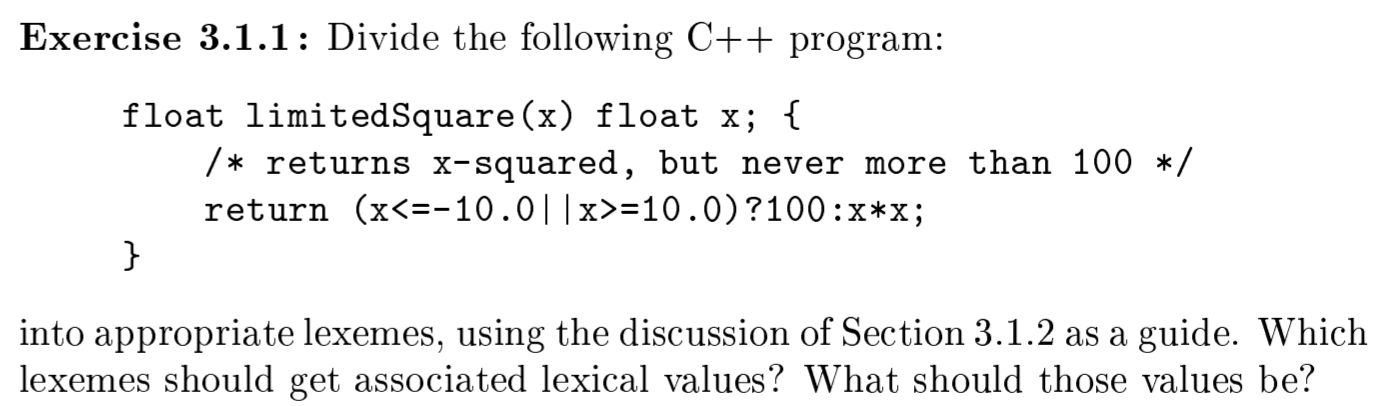 Exercise 3.1.1: Divide the following C++ program:
float limitedSquare(x) float x; {
/* returns x-squared, but never more than 100 */
return (x<=-10.0||x>=10.0)?100:x*x;
}
into appropriate lexemes, using the discussion of Section 3.1.2 as a guide. Which
lexemes should get associated lexical values? What should those values be?